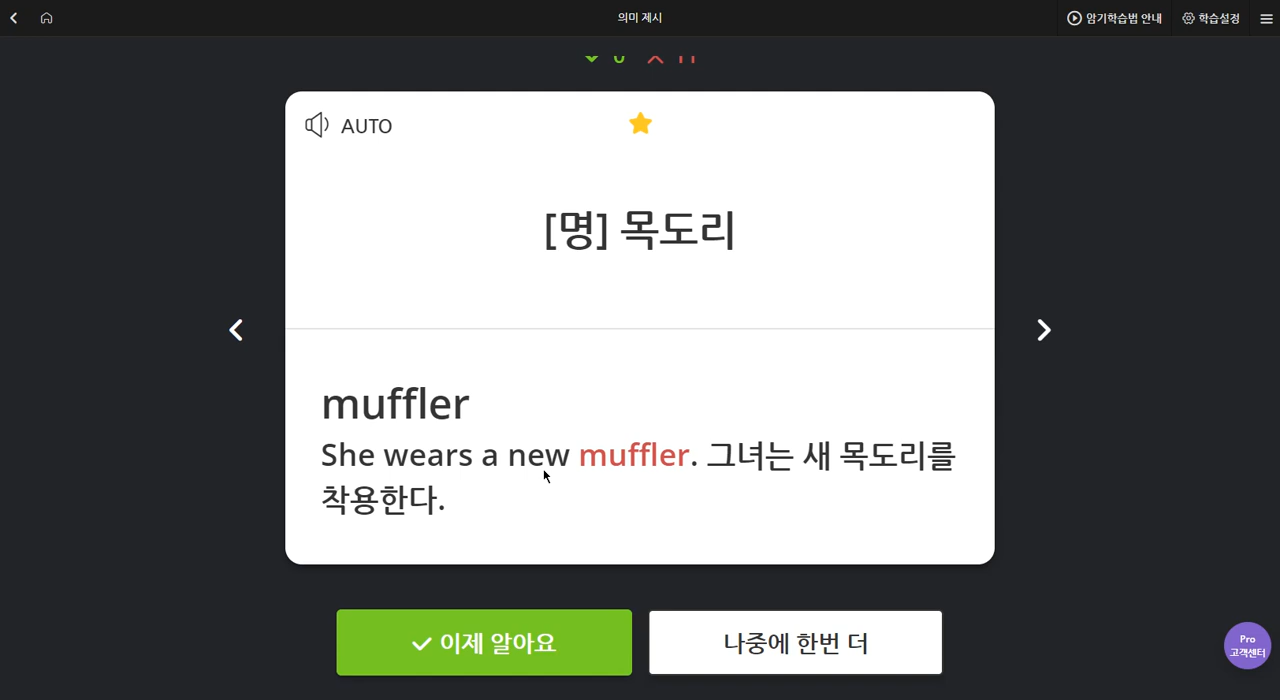 의미 제시
암기학습법 안내
학습설정
AUTO
[명] 목도리
muffler
She wears a new muffler. 그녀는 새 목도리를
착용한다.
이제 알아요
나중에 한번 더
Pro
고객센터